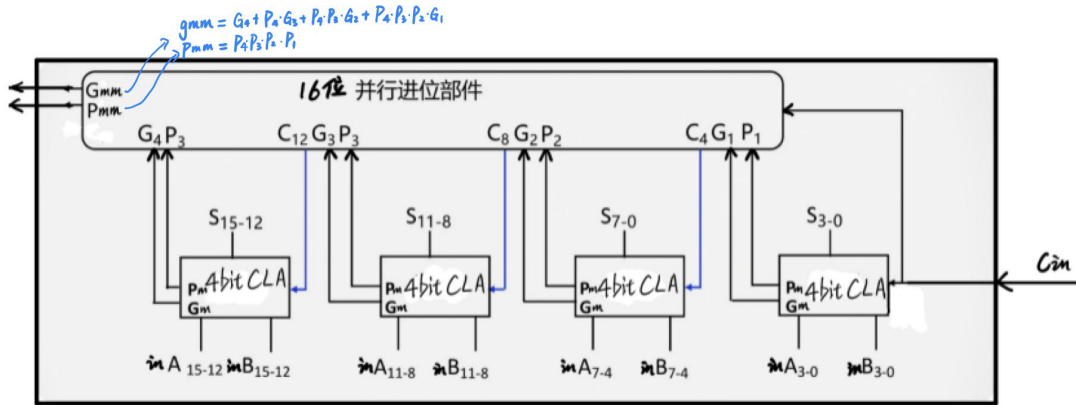 gmm = G4 + P4·G3 + P4·P3·G2 + P4·P3·P2·G1
Pmm = P4P3·P2·P1
Gmm
16位 并行进位部件
Pmm
G4 P3 C12 G3 P3 C8 G2 P2 C4 G1 P1
S15-12 S11-8 S7-0 S3-0
Cin
Pm 4bit CLA Pm 4bit CLA Pm 4bit CLA Pm 4bit CLA
Gm Gm Gm Gm
inA15-12 inB15-12 inA11-8 inB11-8 inA7-4 inB7-4 inA3-0 inB3-0